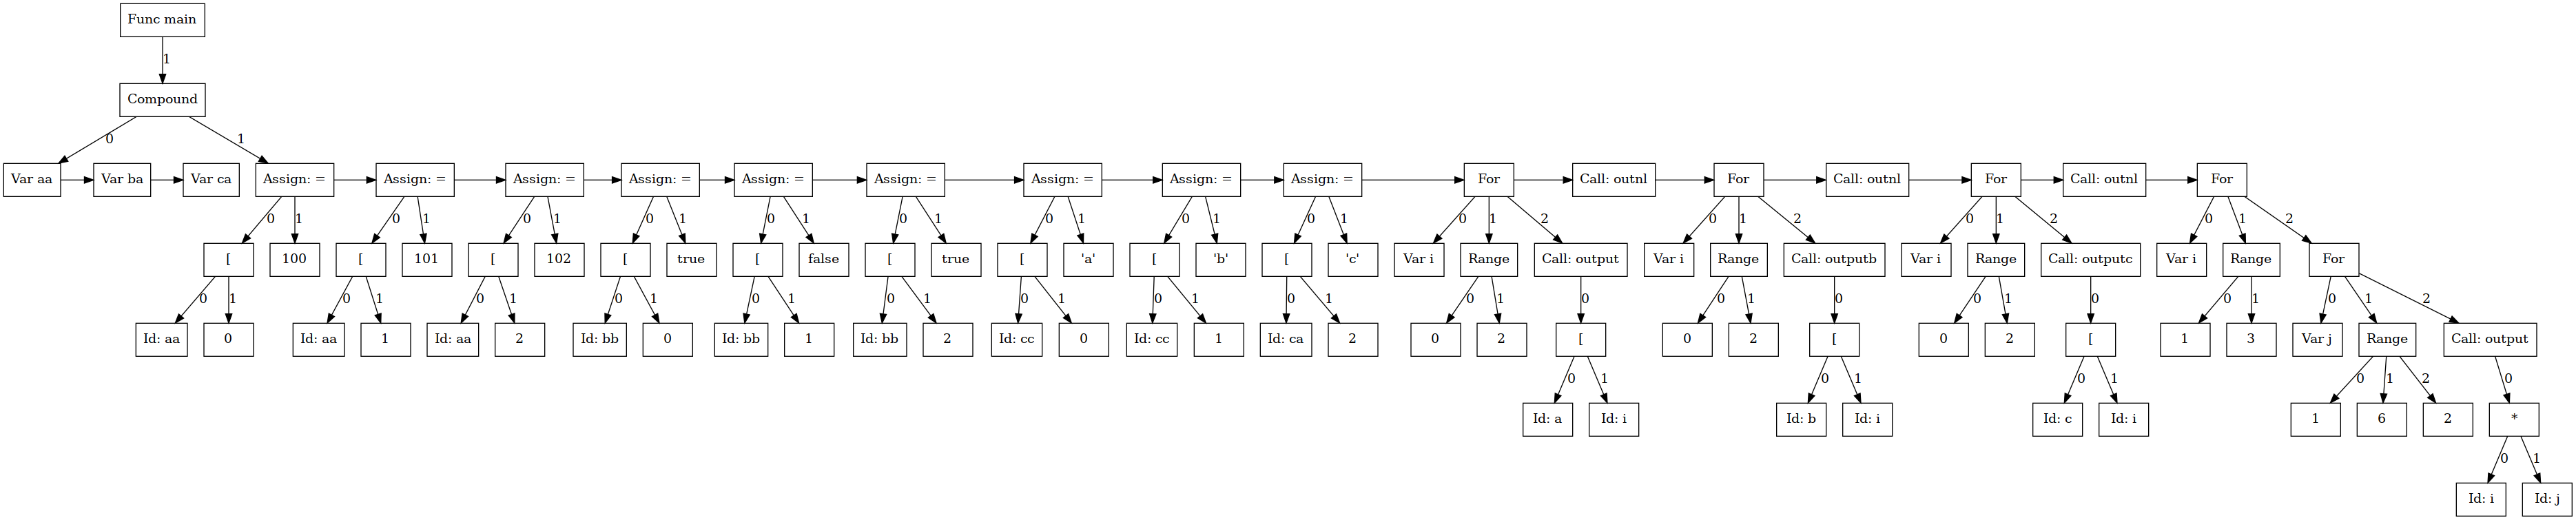 Func main
1
Compound
0 1
Var aa Var ba Var ca Assign: = Assign: = Assign: = Assign: = Assign: = Assign: = Assign: = Assign: = Assign: = For Call: outnl For Call: outnl For Call: outnl For
0 1 0 1 0 1 0 1 0 1 0 1 0 1 0 1 0 1 0 1 2 0 1 2 0 1 2 0 1 2
[ 100 [ 101 [ 102 [ true [ false [ true [ 'a' [ 'b' [ 'c' Var i Range Call: output Var i Range Call: outputb Var i Range Call: outputc Var i Range For
0 1 0 1 0 1 0 1 0 1 0 1 0 1 0 1 0 1 0 1 0 0 1 0 0 1 0 0 1 0 1 2
Id: aa 0 Id: aa 1 Id: aa 2 Id: bb 0 Id: bb 1 Id: bb 2 Id: cc 0 Id: cc 1 Id: ca 2 0 2 [ 0 2 [ 0 2 [ 1 3 Var j Range Call: output
0 1 0 1 0 1 0 1 2 0
Id: a Id: i Id: b Id: i Id: c Id: i 1 6 2 *
0 1
Id: i Id: j